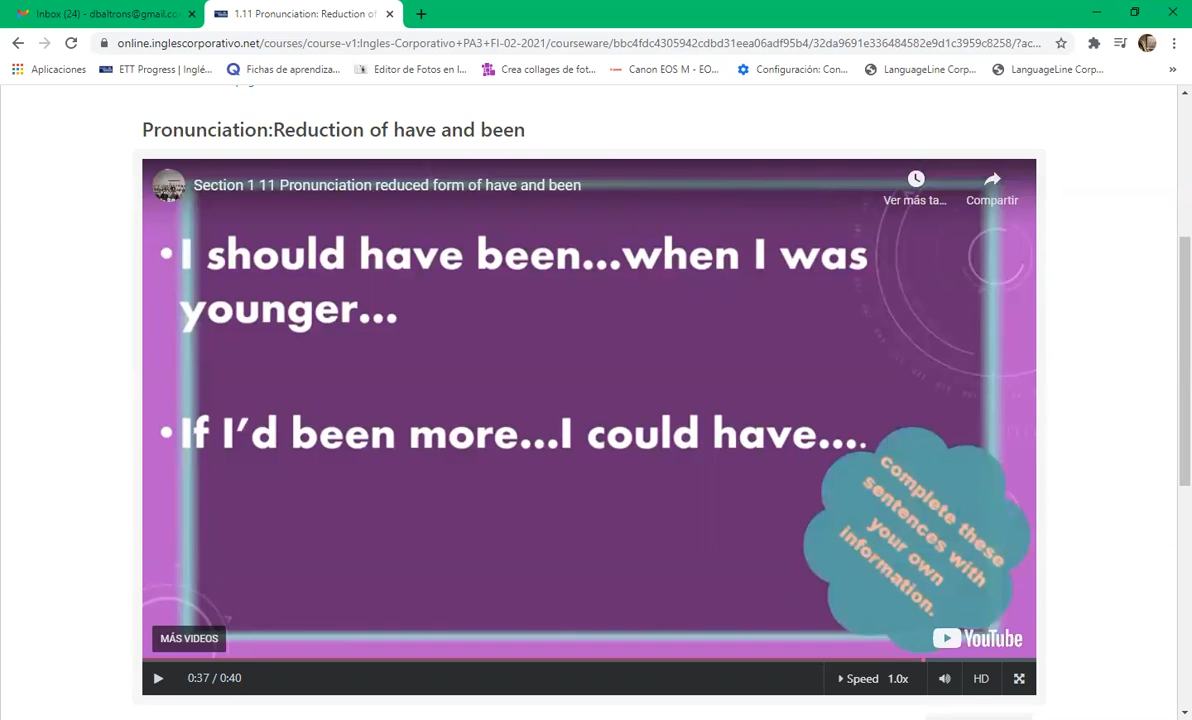 Inbox (24) - dbaltrons@gmail.co
1.11 Pronunciation: Reduction of
online.inglescorporativo.net/courses/course-v1:Ingles-Corporativo+PA3+FI-02-2021/courseware/bbc4fdc4305942cdbd31eea06adf95b4/32da9691e336484582e9d1c3959c8258/?ac...
Aplicaciones
ETT Progress | Inglé...
Fichas de aprendiza...
Editor de Fotos en l...
Crea collages de fot...
Canon EOS M - EO...
Configuración: Con...
LanguageLine Corp...
LanguageLine Corp...
»
Pronunciation:Reduction of have and been
Section 1 11 Pronunciation reduced form of have and been
Ver más ta...
Compartir
•I should have been...when I was
younger...
•If I'd been more...I could have....
complete these
sentences with
your own
information.
MÁS VIDEOS
YouTube
0:37 / 0:40
Speed 1.0x
HD